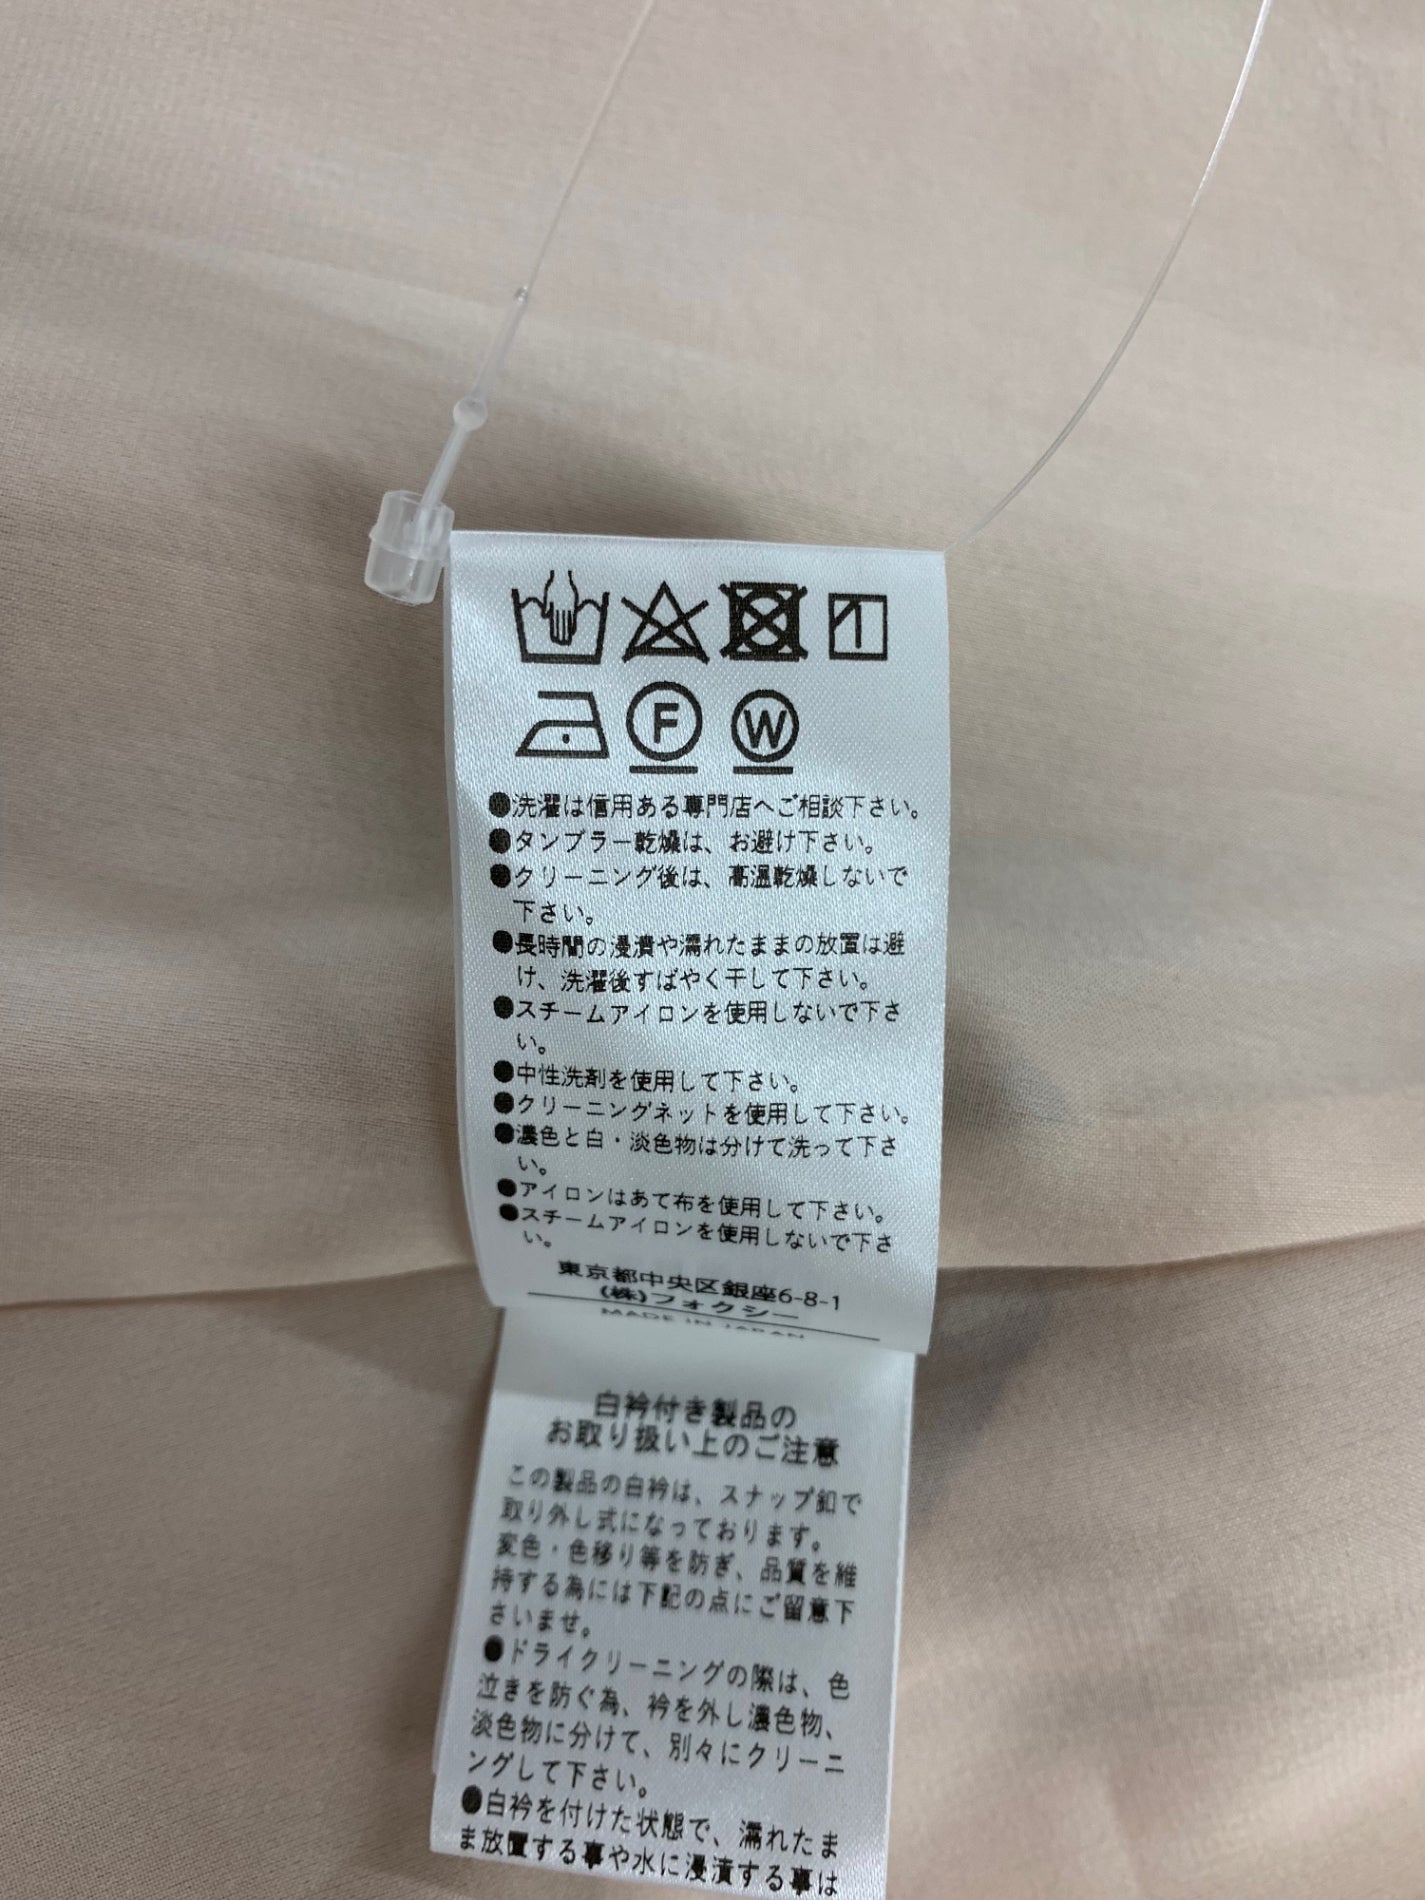 F W
●洗濯は信用ある専門店へご相談下さい。
●タンブラー乾燥は、お避け下さい。
●クリーニング後は、高温乾燥しないで
下さい。
●長時間の浸漬や濡れたままの放置は避
け、洗濯後すばやく干して下さい。
●スチームアイロンを使用しないで下さ
い。
●中性洗剤を使用して下さい。
●クリーニングネットを使用して下さい。
●濃色と白・淡色物は分けて洗って下さ
い。
●アイロンはあて布を使用して下さい。
●スチームアイロンを使用しないで下さ
い。
東京都中央区銀座6-8-1
(株)フォクシー
MADE IN JAPAN
白衿付き製品の
お取り扱い上のご注意
この製品の白衿は、スナップ釦で
取り外し式になっております。
変色・色移り等を防ぎ、品質を維
持する為には下記の点にご留意下
さいませ。
●ドライクリーニングの際は、色
泣きを防ぐ為、衿を外し濃色物、
淡色物に分けて、別々にクリーニ
ングして下さい。
●白衿を付けた状態で、濡れたま
ま放置する事や水に浸漬する事は